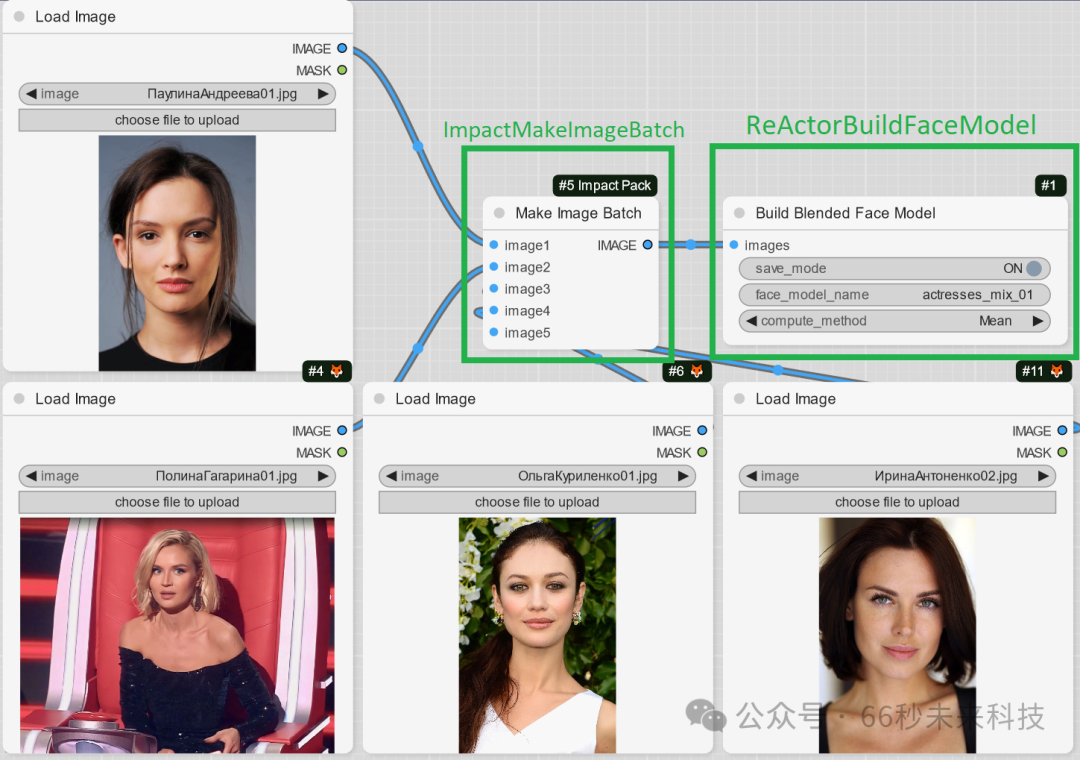 Load Image
IMAGE
MASK
image ПаулинаАндреева01.jpg
choose file to upload
ImpactMakeImageBatch
#5 Impact Pack
Make Image Batch
image1 IMAGE
image2
image3
image4
image5
ReActorBuildFaceModel
#1
Build Blended Face Model
images
save_mode ON
face_model_name actresses_mix_01
compute_method Mean
#4
Load Image
IMAGE
MASK
image ПолинаГагарина01.jpg
choose file to upload
#6
Load Image
IMAGE
MASK
image ОльгаКуриленко01.jpg
choose file to upload
#11
Load Image
IMAGE
MASK
image ИринаАнтоненко02.jpg
choose file to upload
公众号 · 66秒未来科技